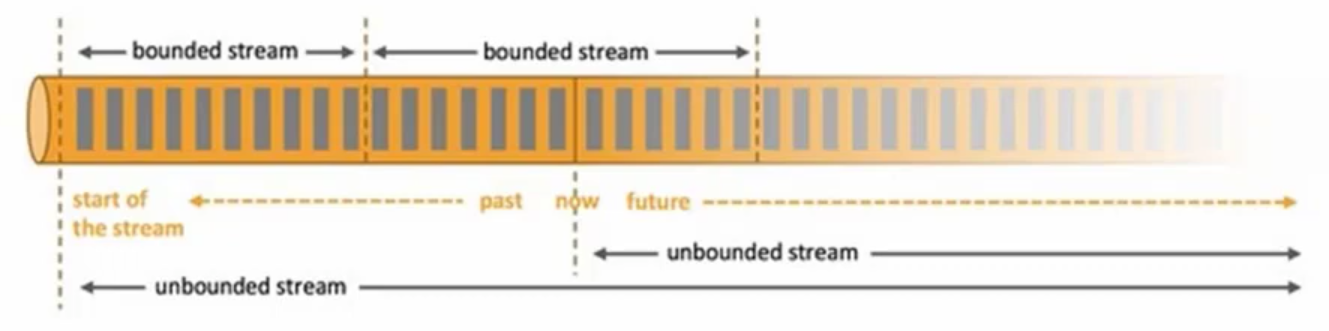 bounded stream
bounded stream
start of
the stream
past
now
future
unbounded stream
unbounded stream